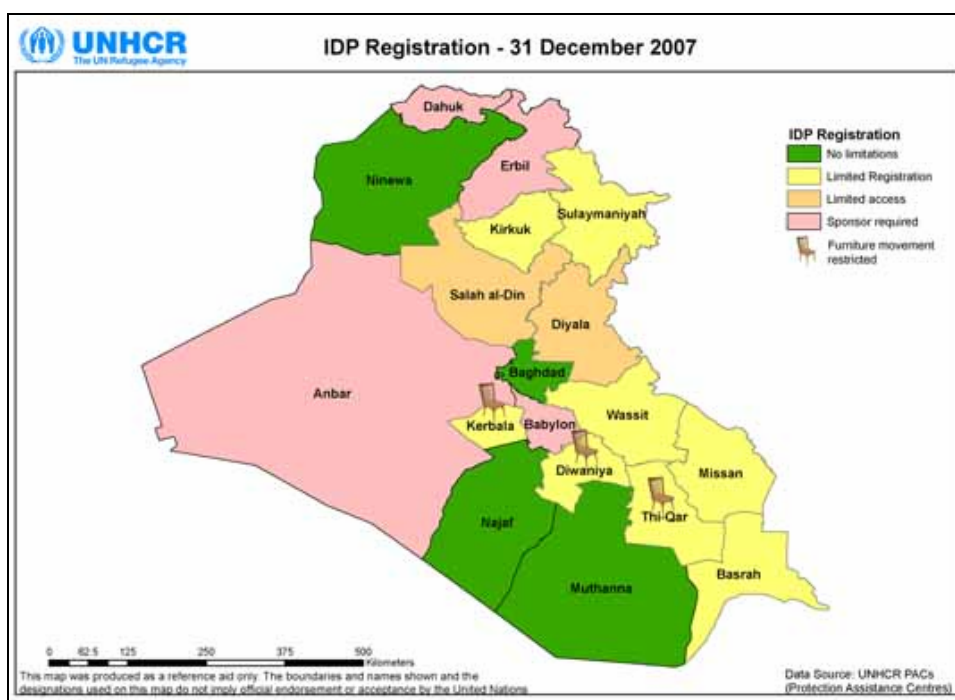 UNHCR
The UN Refugee Agency
IDP Registration - 31 December 2007
IDP Registration
No limitations
Limited Registration
Limited access
Sponsor required
Furniture movement
restricted
Dahuk
Ninewa
Erbil
Sulaymaniyah
Kirkuk
Salah al-Din
Diyala
Baghdad
Anbar
Wassit
Kerbala
Babylon
Missan
Diwaniya
Thi-Qar
Najaf
Basrah
Muthanna
0 62.5 125 250 375 500
Kilometers
This map was produced as a reference aid only. The boundaries and names shown and the
designations used on this map do not imply official endorsement or acceptance by the United Nations
Data Source: UNHCR PACs
(Protection Assistance Centres)